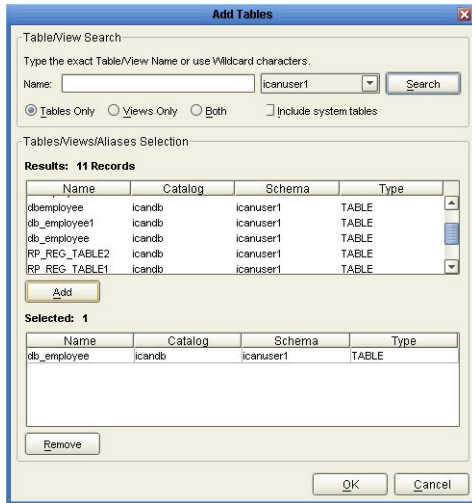 Add Tables
Table/View Search
Type the exact Table/View Name or use Wildcard characters.
Name: icanuser1 Search
Tables Only Views Only Both Include system tables
Tables/Views/Aliases Selection
Results: 11 Records
Name Catalog Schema Type
dbemployee icandb icanuser1 TABLE
db_employee1 icandb icanuser1 TABLE
db_employee icandb icanuser1 TABLE
RP_REG_TABLE2 icandb icanuser1 TABLE
RP_REG_TABLE1 icandb icanuser1 TABLE
Add
Selected: 1
Name Catalog Schema Type
db_employee icandb icanuser1 TABLE
Remove
OK Cancel